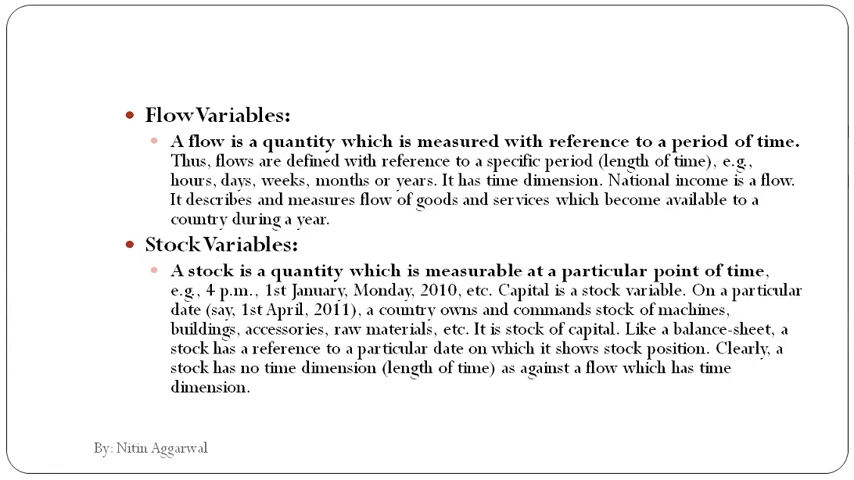 Flow Variables:
A flow is a quantity which is measured with reference to a period of time.
Thus, flows are defined with reference to a specific period (length of time), e.g.,
hours, days, weeks, months or years. It has time dimension. National income is a flow.
It describes and measures flow of goods and services which become available to a
country during a year.
Stock Variables:
A stock is a quantity which is measurable at a particular point of time,
e.g., 4 p.m., 1st January, Monday, 2010, etc. Capital is a stock variable. On a particular
date (say, 1st April, 2011), a country owns and commands stock of machines,
buildings, accessories, raw materials, etc. It is stock of capital. Like a balance-sheet, a
stock has a reference to a particular date on which it shows stock position. Clearly, a
stock has no time dimension (length of time) as against a flow which has time
dimension.
By: Nitin Aggarwal